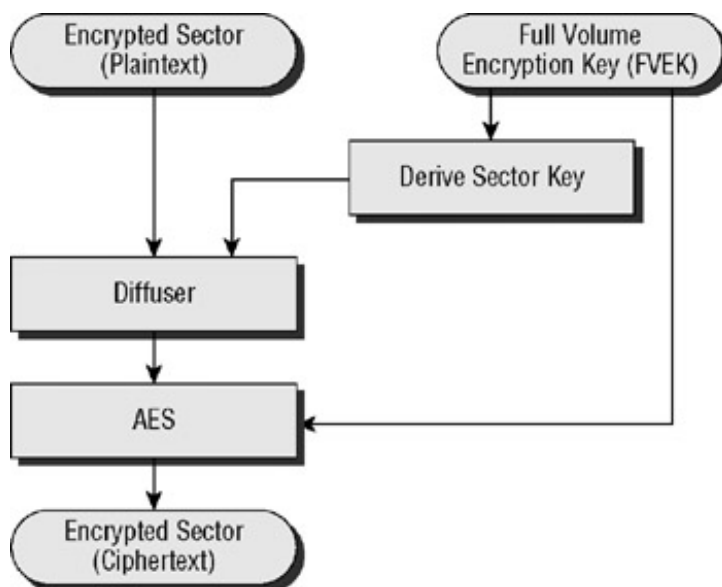 Encrypted Sector
(Plaintext)
Full Volume
Encryption Key (FVEK)
Derive Sector Key
Diffuser
AES
Encrypted Sector
(Ciphertext)